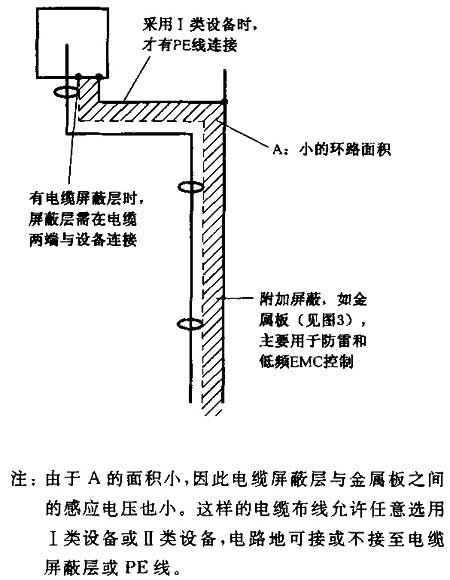 采用Ⅰ类设备时，
才有PE线连接
A：小的环路面积
有电缆屏蔽层时，
屏蔽层需在电缆
两端与设备连接
附加屏蔽，如金
属板（见图3），
主要用于防雷和
低频EMC控制
注：由于 A 的面积小，因此电缆屏蔽层与金属板之间
的感应电压也小。这样的电缆布线允许任意选用
Ⅰ类设备或Ⅱ类设备，电路地可接或不接至电缆
屏蔽层或 PE 线。